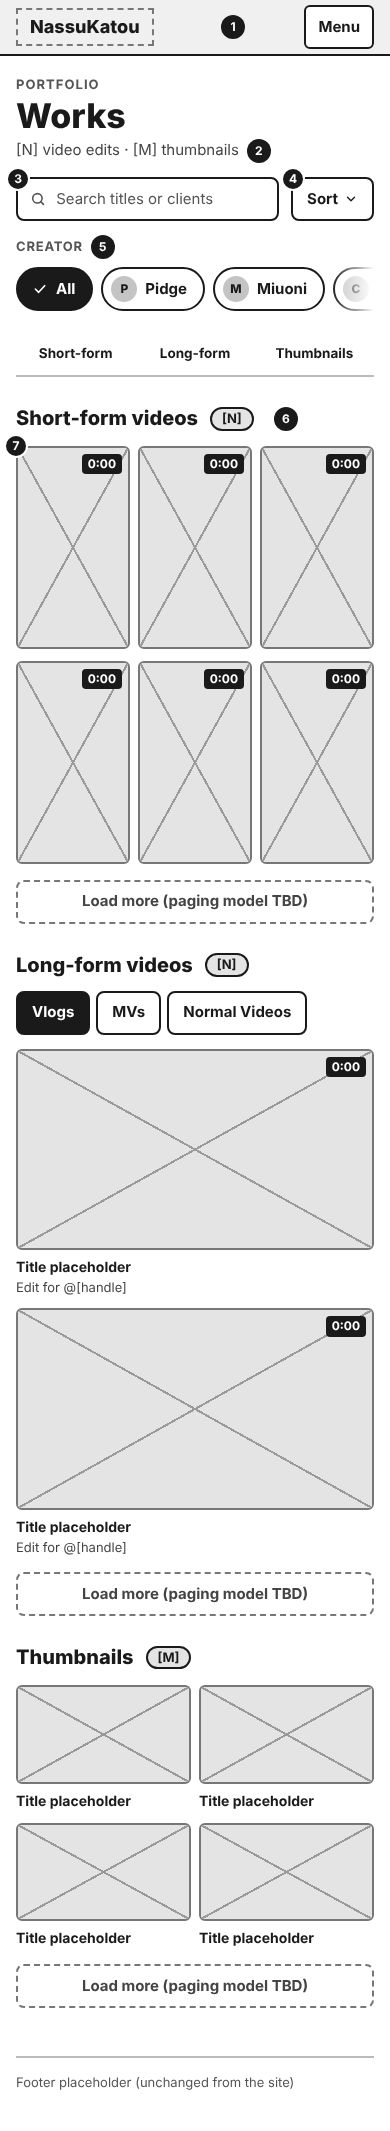 NassuKatou 1 Menu
PORTFOLIO
Works
[N] video edits · [M] thumbnails 2
3 4
Search titles or clients Sort
CREATOR 5
All P Pidge M Miuoni C
Short-form Long-form Thumbnails
Short-form videos [N] 6
7
0:00 0:00 0:00
0:00 0:00 0:00
Load more (paging model TBD)
Long-form videos [N]
Vlogs MVs Normal Videos
0:00
Title placeholder
Edit for @[handle]
0:00
Title placeholder
Edit for @[handle]
Load more (paging model TBD)
Thumbnails [M]
Title placeholder Title placeholder
Title placeholder Title placeholder
Load more (paging model TBD)
Footer placeholder (unchanged from the site)